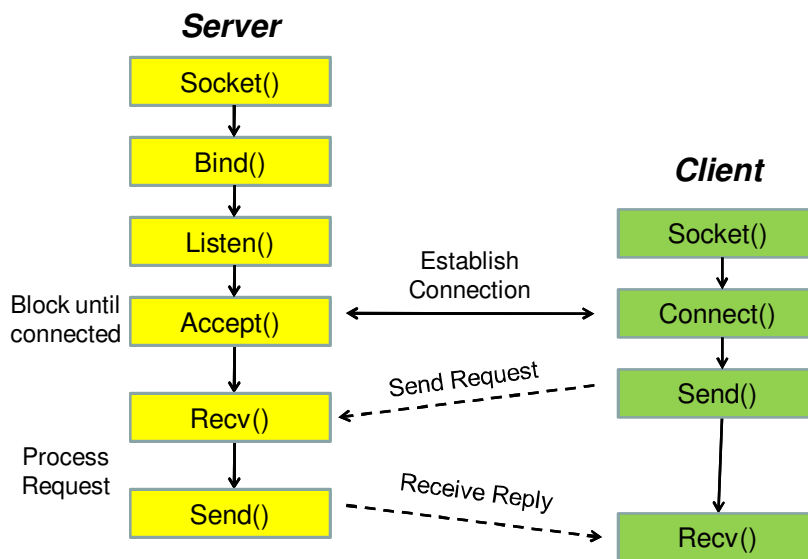 Server
Socket()
Bind()
Listen()
Block until
connected
Accept()
Recv()
Process
Request
Send()
Establish
Connection
Send Request
Receive Reply
Client
Socket()
Connect()
Send()
Recv()